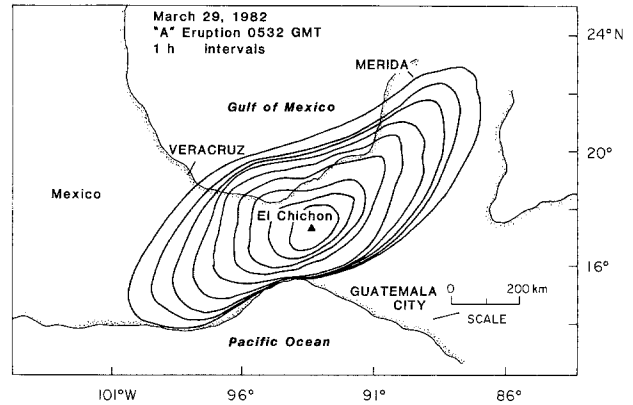 March 29, 1982
"A" Eruption 0532 GMT
1 h intervals
24°N
MERIDA
Gulf of Mexico
VERACRUZ
20°
Mexico
El Chichon
16°
GUATEMALA
CITY
0 200 km
SCALE
Pacific Ocean
101°W 96° 91° 86°